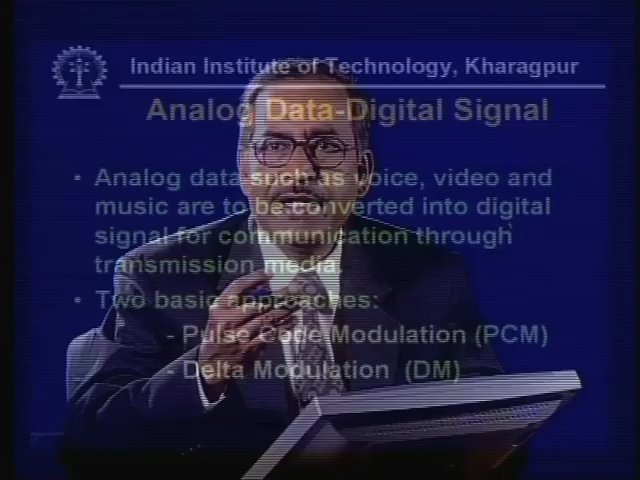 Indian Institute of Technology, Kharagpur
Analog Data-Digital Signal
• Analog data such as voice, video and
music are to be converted into digital
signal for communication through
transmission media.
• Two basic approaches:
- Pulse Code Modulation (PCM)
- Delta Modulation (DM)